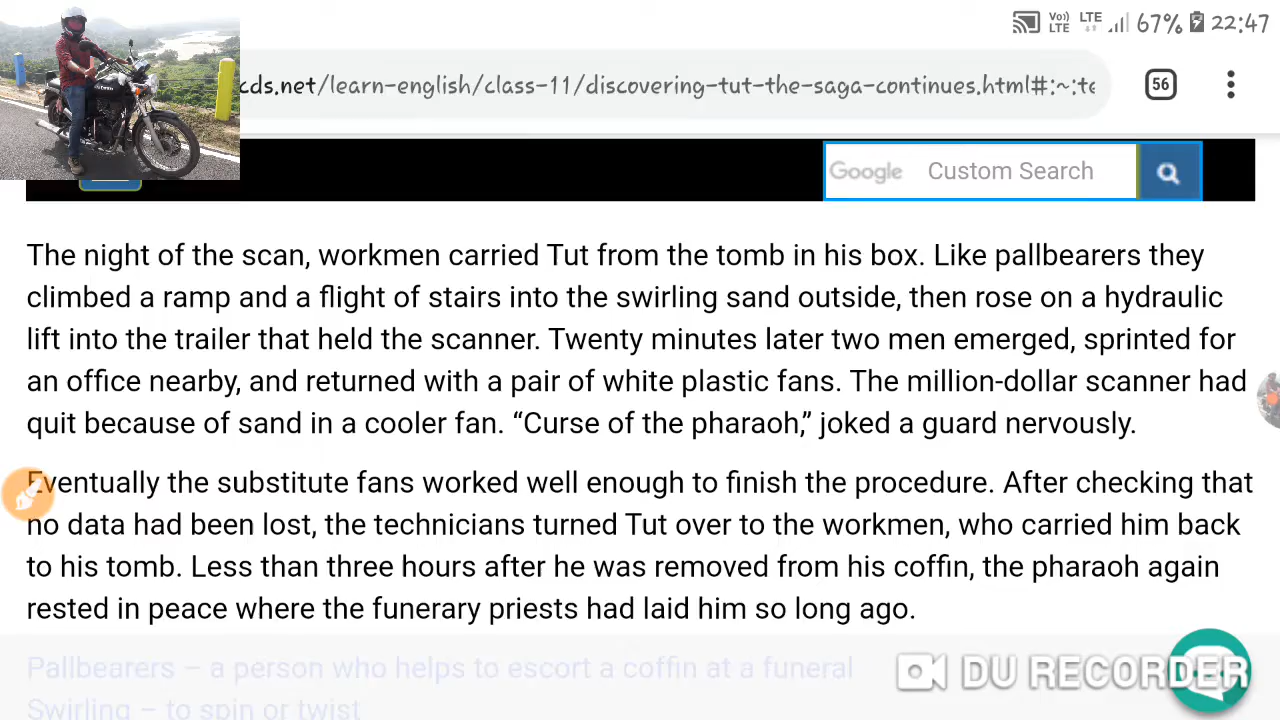 Vo)) LTE LTE 67% 22:47
cds.net/learn-english/class-11/discovering-tut-the-saga-continues.html#:~:te
56
Google Custom Search
The night of the scan, workmen carried Tut from the tomb in his box. Like pallbearers they
climbed a ramp and a flight of stairs into the swirling sand outside, then rose on a hydraulic
lift into the trailer that held the scanner. Twenty minutes later two men emerged, sprinted for
an office nearby, and returned with a pair of white plastic fans. The million-dollar scanner had
quit because of sand in a cooler fan. “Curse of the pharaoh,” joked a guard nervously.
Eventually the substitute fans worked well enough to finish the procedure. After checking that
no data had been lost, the technicians turned Tut over to the workmen, who carried him back
to his tomb. Less than three hours after he was removed from his coffin, the pharaoh again
rested in peace where the funerary priests had laid him so long ago.
Pallbearers – a person who helps to escort a coffin at a funeral
DU RECORDER
Swirling – to spin or twist